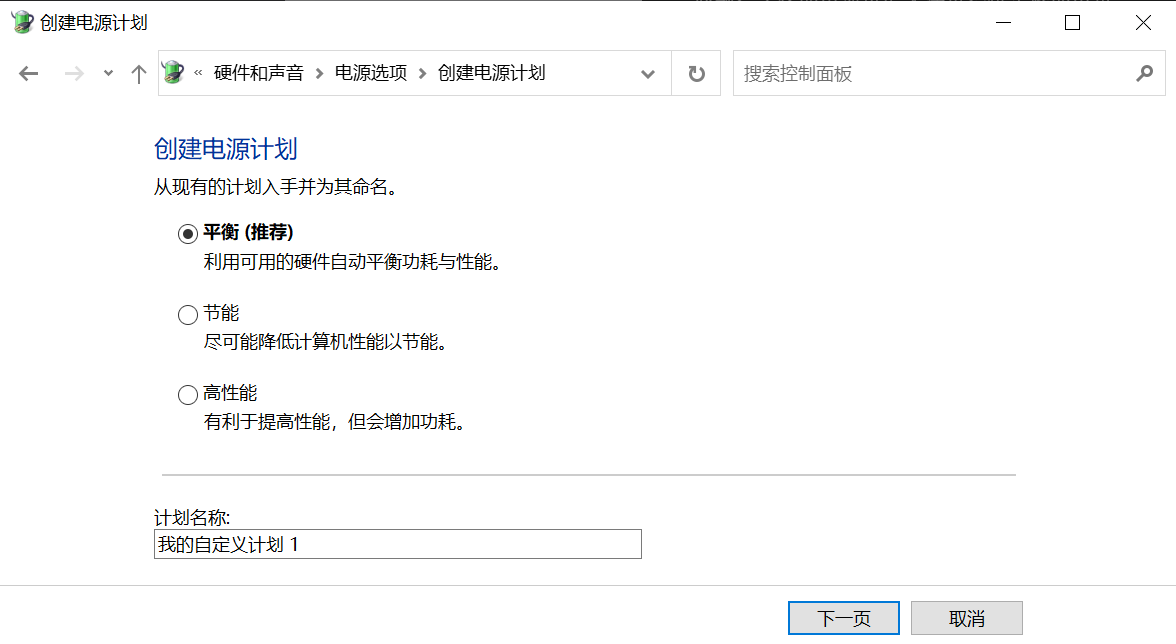 创建电源计划
« 硬件和声音 › 电源选项 › 创建电源计划
搜索控制面板
创建电源计划
从现有的计划入手并为其命名。
平衡 (推荐)
利用可用的硬件自动平衡功耗与性能。
节能
尽可能降低计算机性能以节能。
高性能
有利于提高性能，但会增加功耗。
计划名称:
我的自定义计划 1
下一页 取消